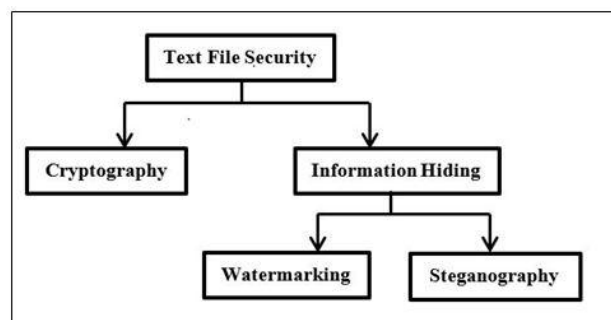 Text File Security
Cryptography
Information Hiding
Watermarking
Steganography